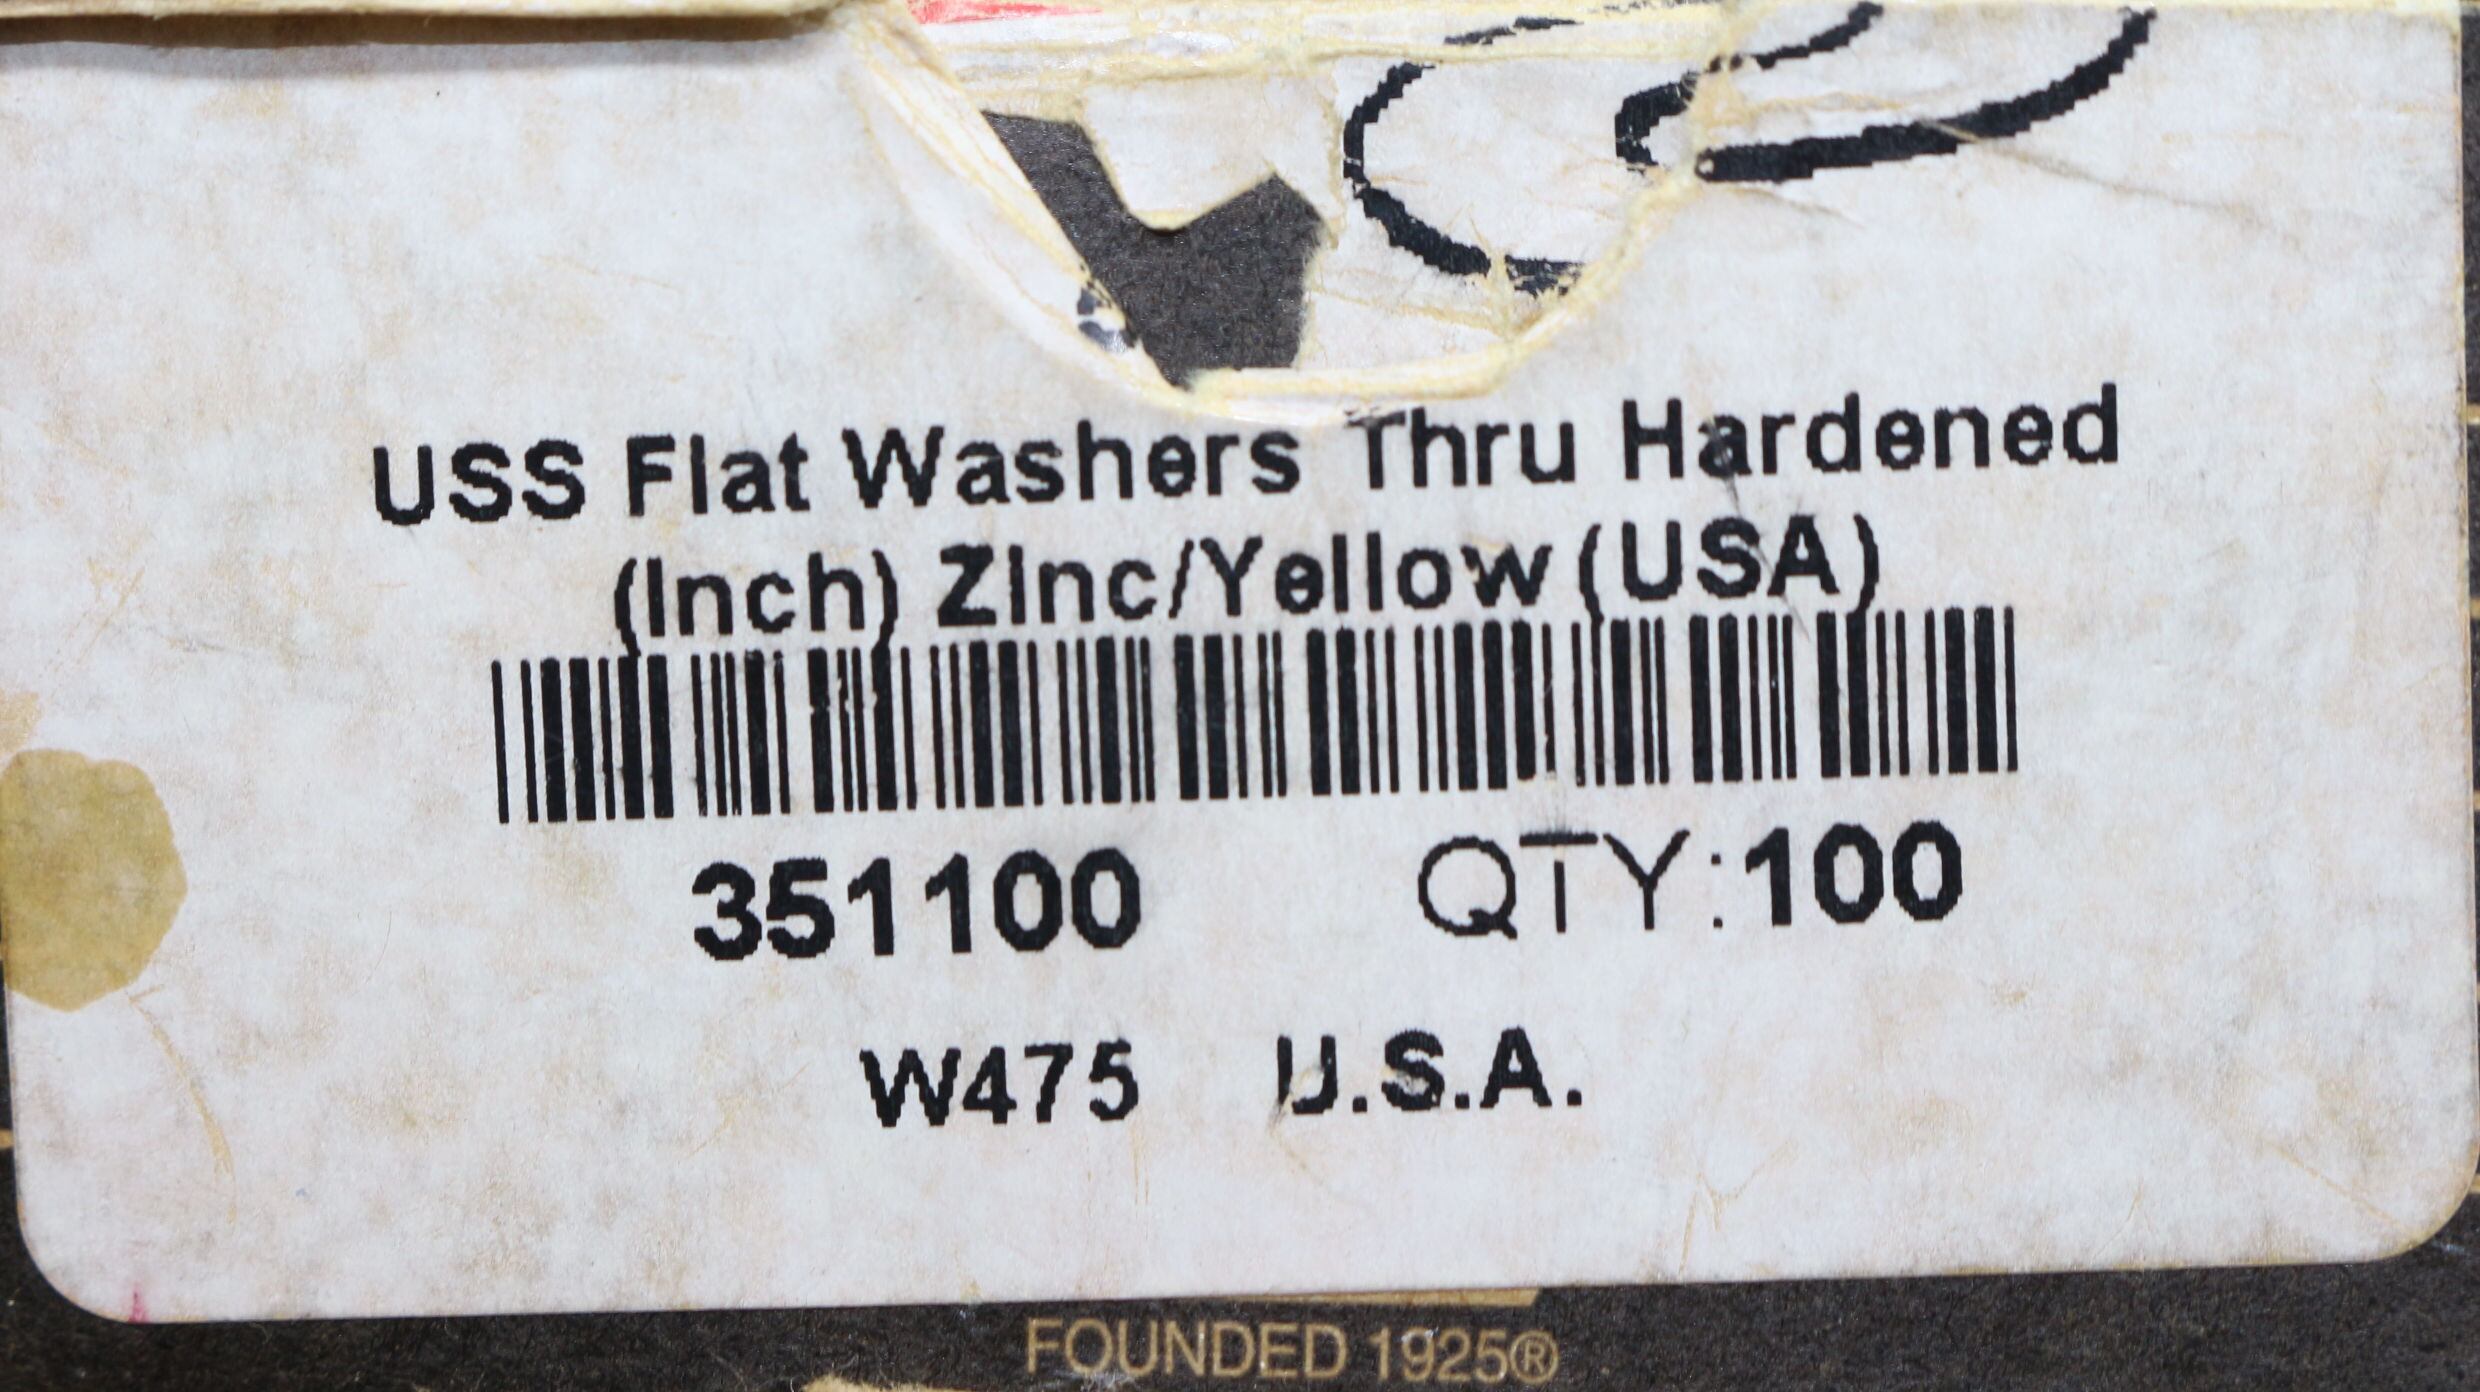 USS Flat Washers Thru Hardened
(Inch) Zinc/Yellow (USA)
351100 QTY:100
W475 U.S.A.
FOUNDED 1925®